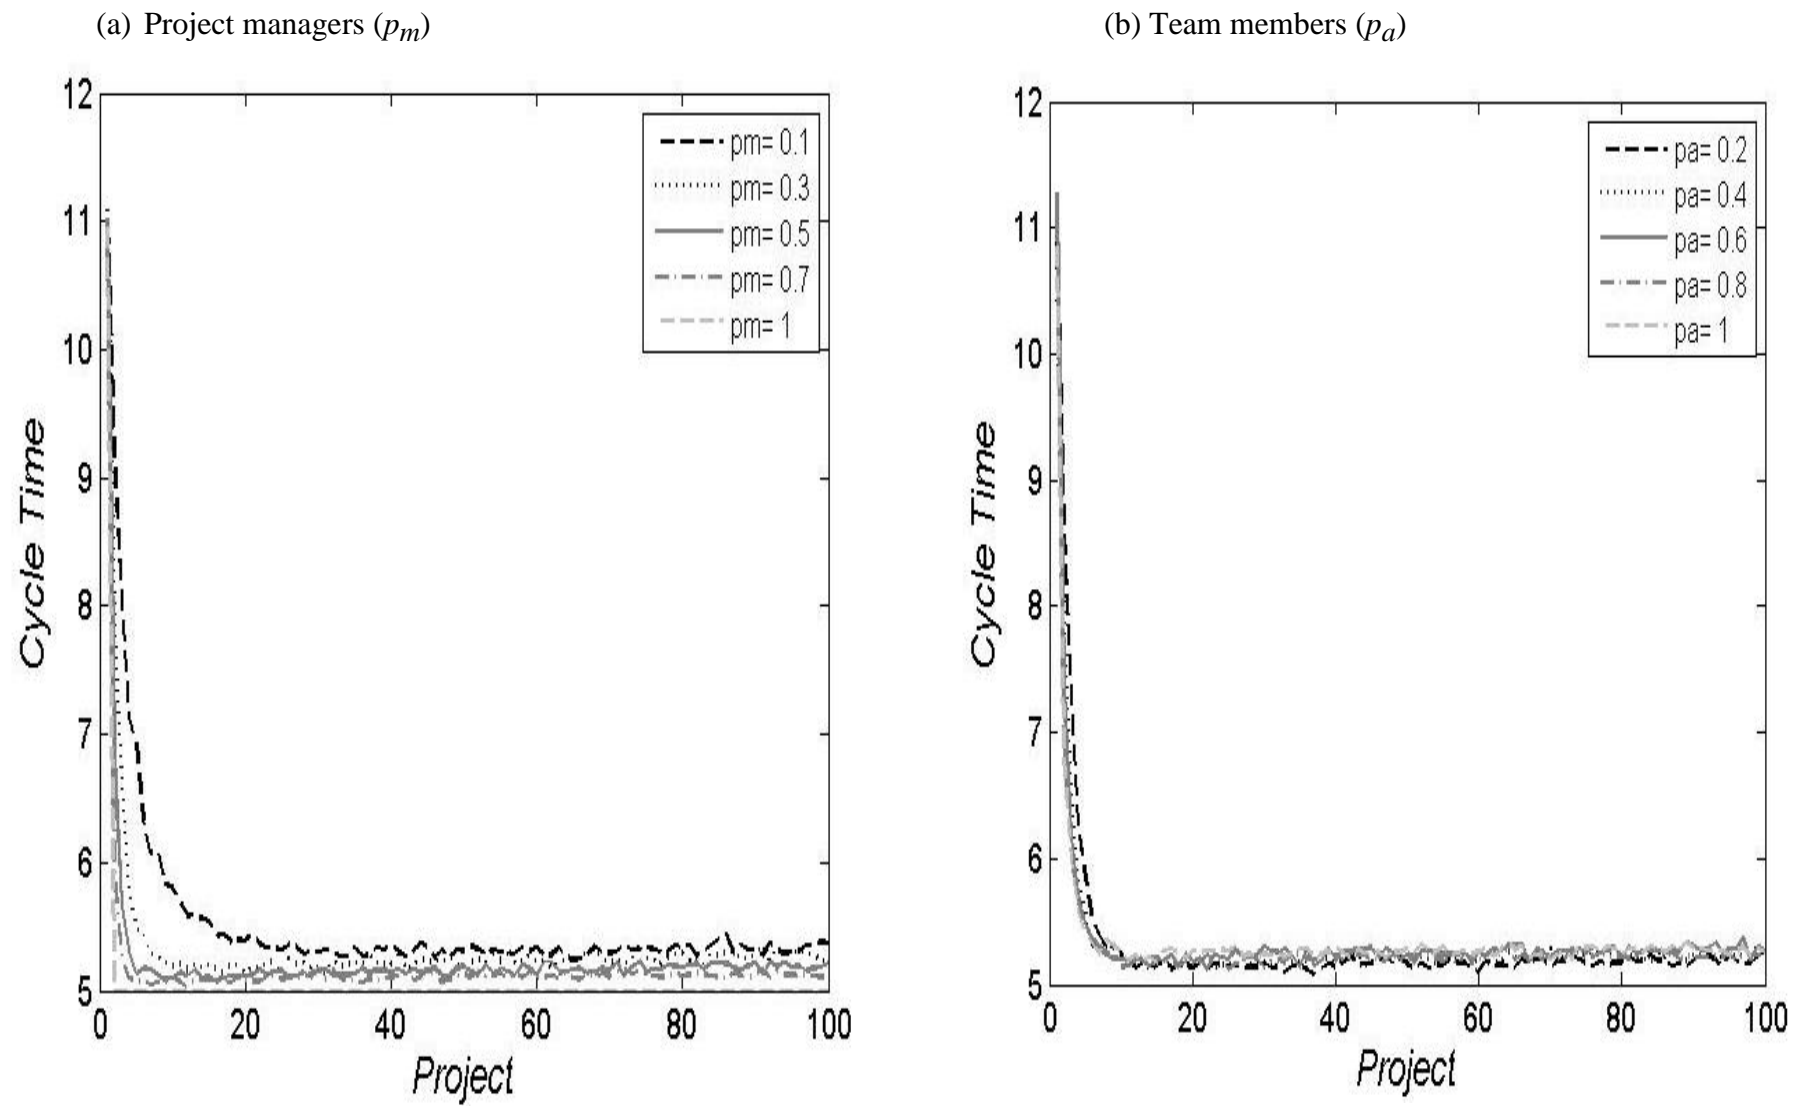 (a) Project managers (pm)
12
11
10
9
8
7
6
5
0
20
40
60
80
100
Cycle Time
Project
pm= 0.1
pm= 0.3
pm= 0.5
pm= 0.7
pm= 1
(b) Team members (pa)
12
11
10
9
8
7
6
5
0
20
40
60
80
100
Cycle Time
Project
pa= 0.2
pa= 0.4
pa= 0.6
pa= 0.8
pa= 1